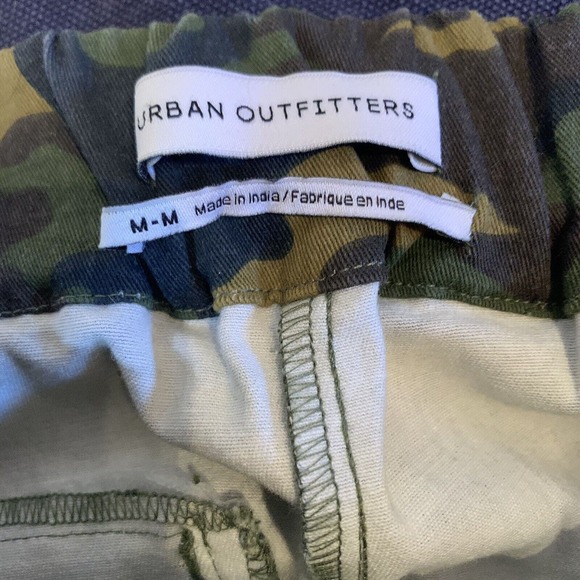 URBAN OUTFITTERS
M-M Made in India / Fabrique en Inde